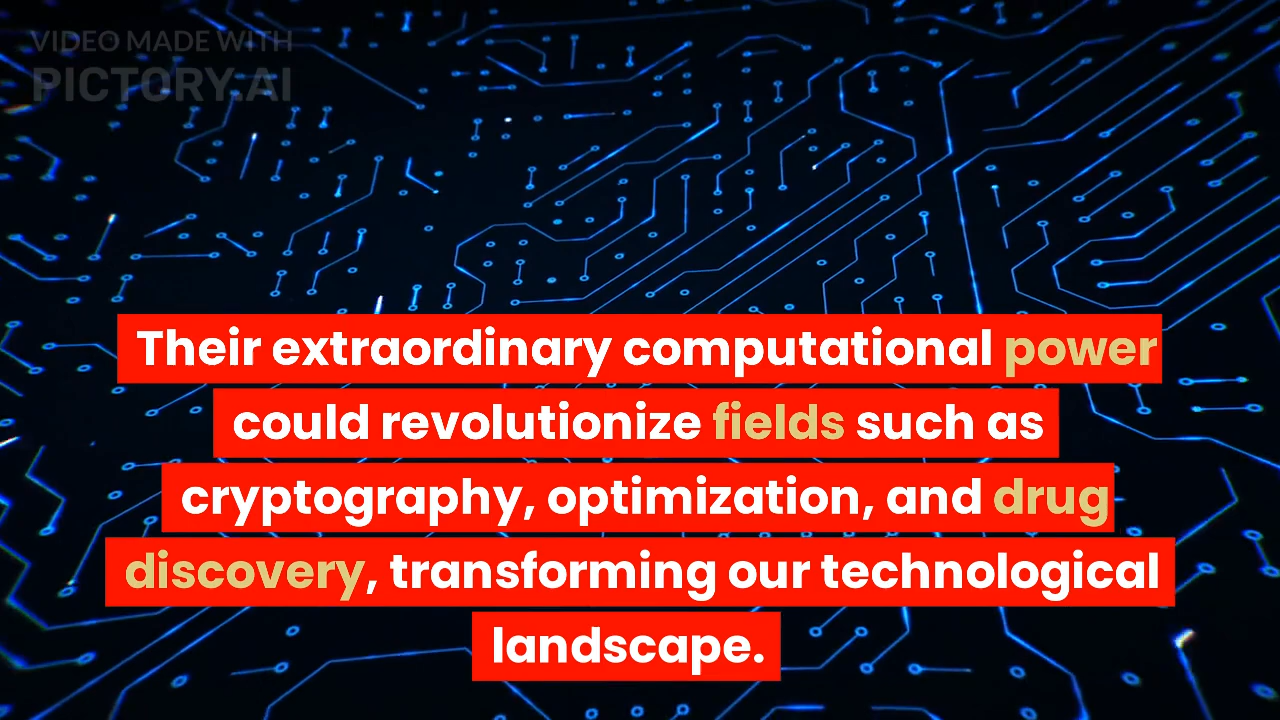 VIDEO MADE WITH
PICTORY.AI
Their extraordinary computational power
could revolutionize fields such as
cryptography, optimization, and drug
discovery, transforming our technological
landscape.